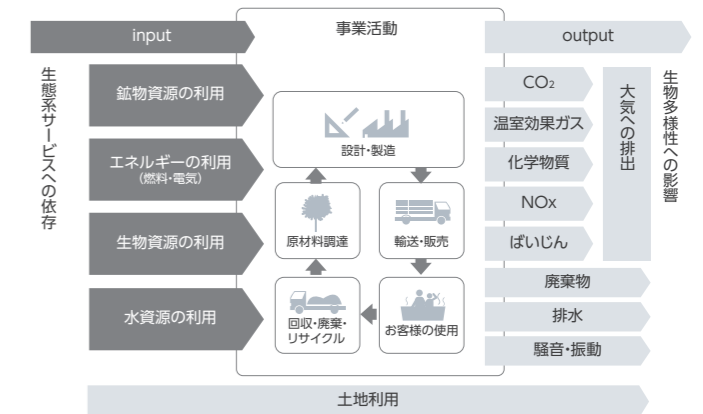 input
事業活動
output
生態系サービスへの依存
鉱物資源の利用
エネルギーの利用
(燃料・電気)
生物資源の利用
水資源の利用
設計・製造
原材料調達
輸送・販売
回収・廃棄・
リサイクル
お客様の使用
CO₂
温室効果ガス
化学物質
NOx
ばいじん
大気への排出
廃棄物
排水
騒音・振動
生物多様性への影響
土地利用